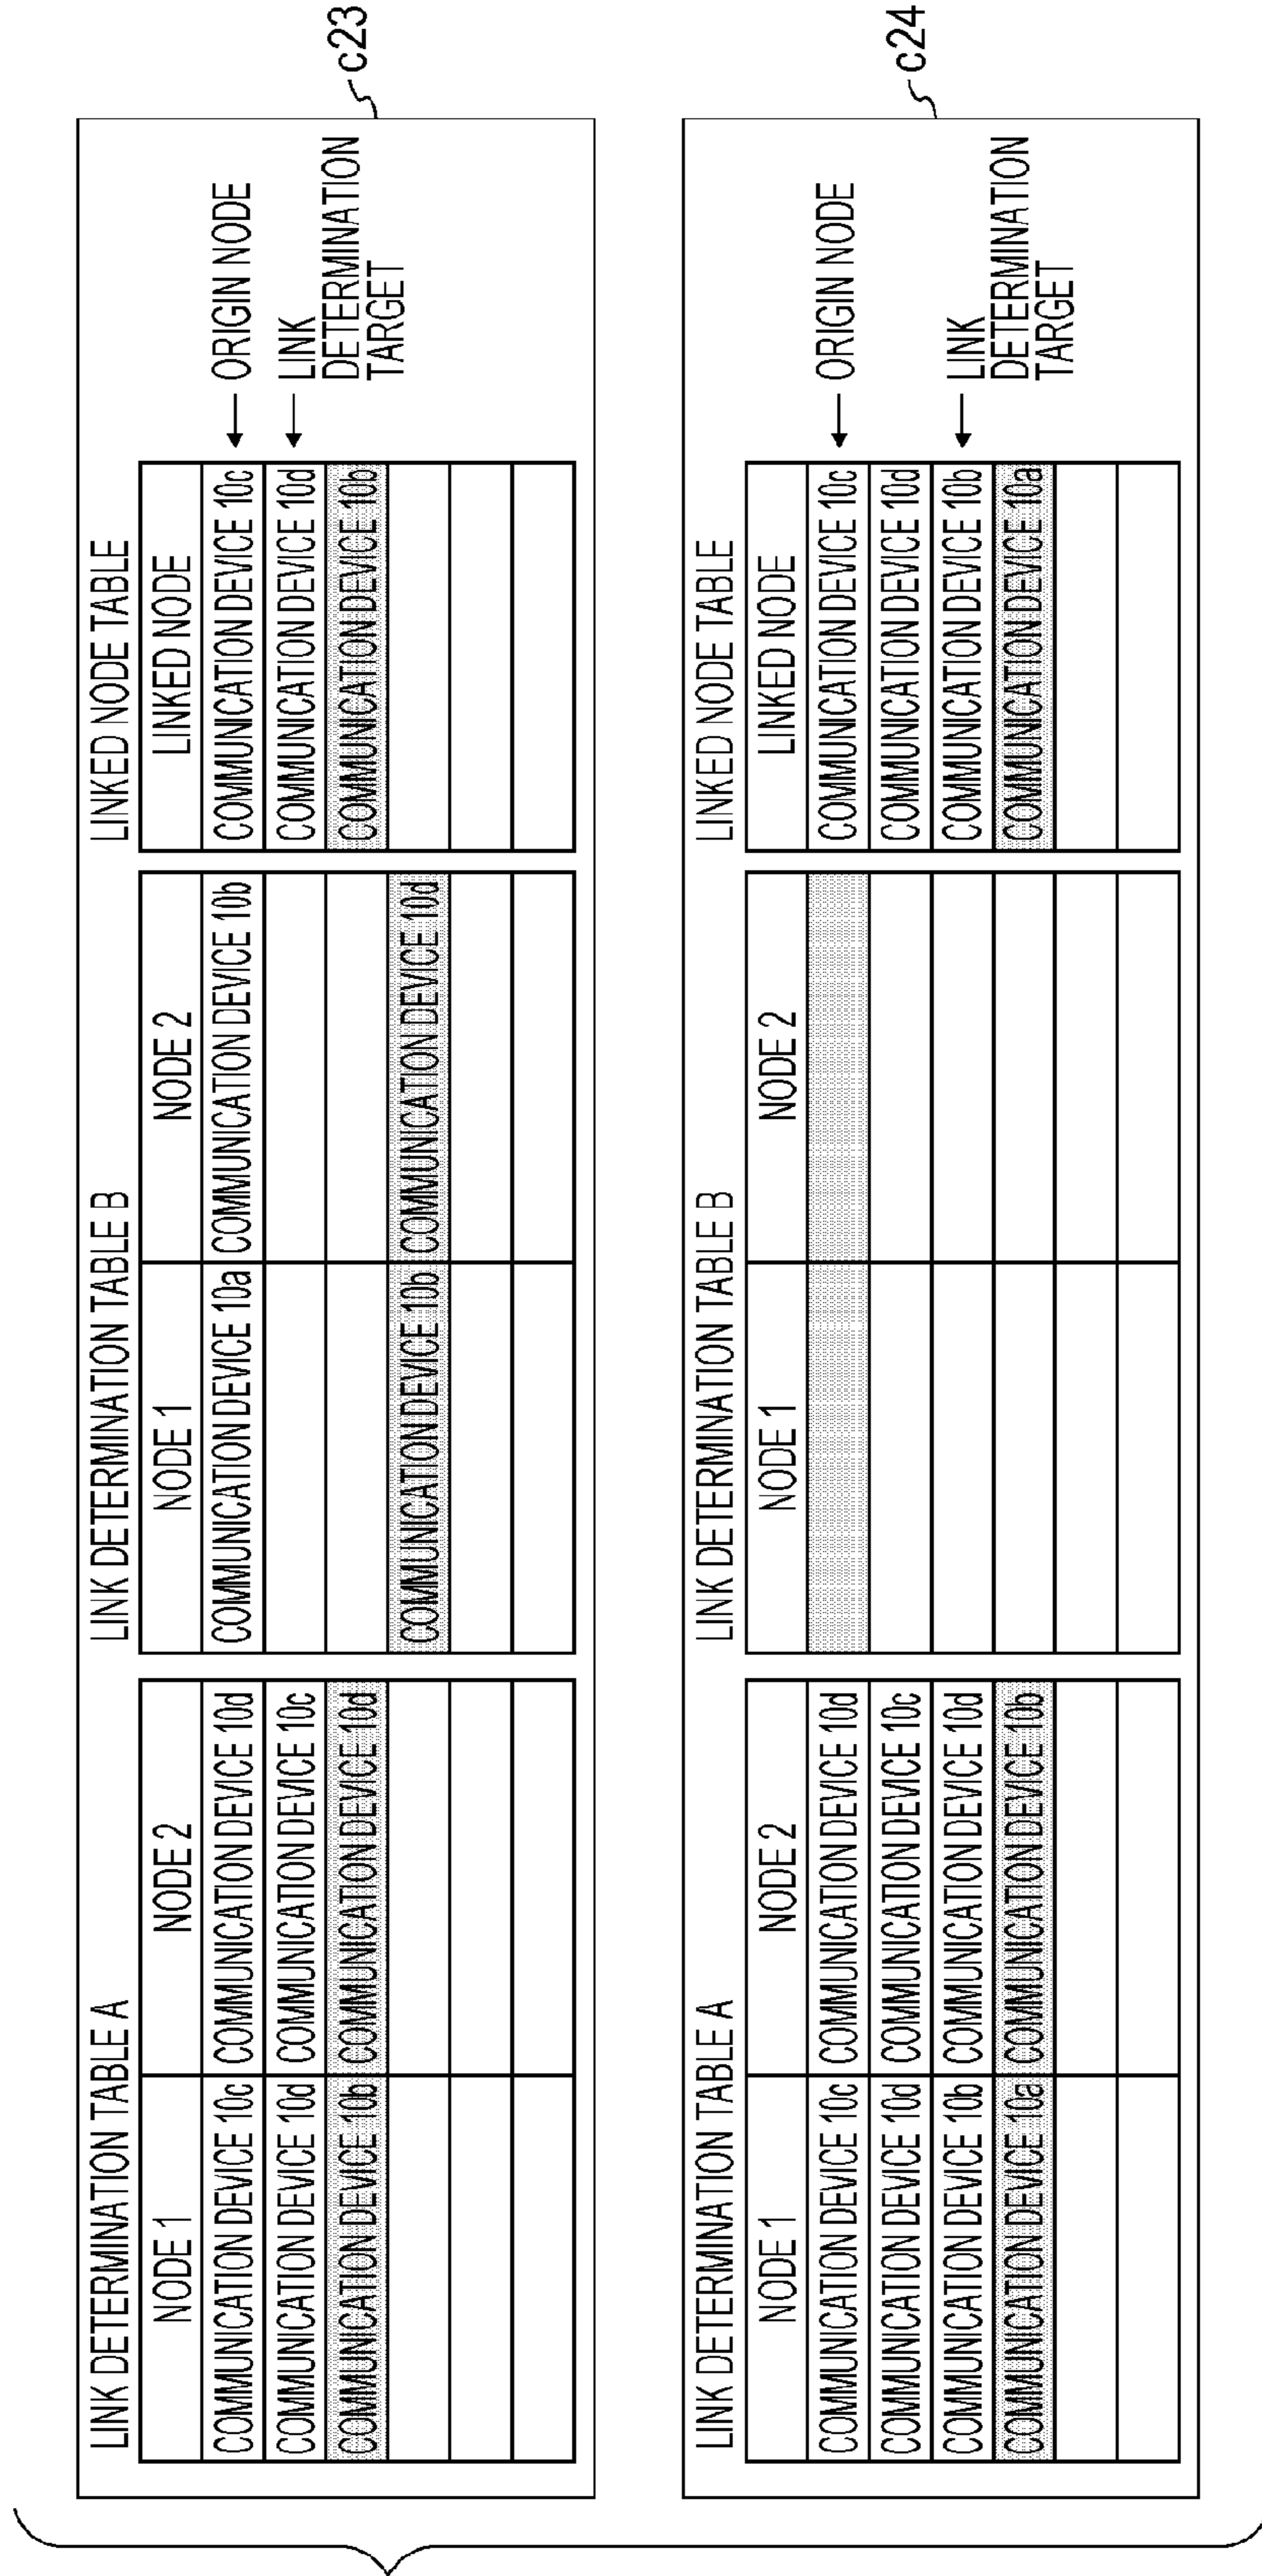 LINK DETERMINATION TABLE A
NODE 1 NODE 2
COMMUNICATION DEVICE 10c COMMUNICATION DEVICE 10d
COMMUNICATION DEVICE 10d COMMUNICATION DEVICE 10c
COMMUNICATION DEVICE 10b COMMUNICATION DEVICE 10d
LINK DETERMINATION TABLE B
NODE 1 NODE 2
COMMUNICATION DEVICE 10a COMMUNICATION DEVICE 10b
COMMUNICATION DEVICE 10b COMMUNICATION DEVICE 10d
LINKED NODE TABLE
LINKED NODE
COMMUNICATION DEVICE 10c
COMMUNICATION DEVICE 10d
COMMUNICATION DEVICE 10b
ORIGIN NODE
LINK
DETERMINATION
TARGET
c23
LINK DETERMINATION TABLE A
NODE 1 NODE 2
COMMUNICATION DEVICE 10c COMMUNICATION DEVICE 10d
COMMUNICATION DEVICE 10d COMMUNICATION DEVICE 10c
COMMUNICATION DEVICE 10b COMMUNICATION DEVICE 10d
COMMUNICATION DEVICE 10a COMMUNICATION DEVICE 10b
LINK DETERMINATION TABLE B
NODE 1 NODE 2
LINKED NODE TABLE
LINKED NODE
COMMUNICATION DEVICE 10c
COMMUNICATION DEVICE 10d
COMMUNICATION DEVICE 10b
COMMUNICATION DEVICE 10a
ORIGIN NODE
LINK
DETERMINATION
TARGET
c24